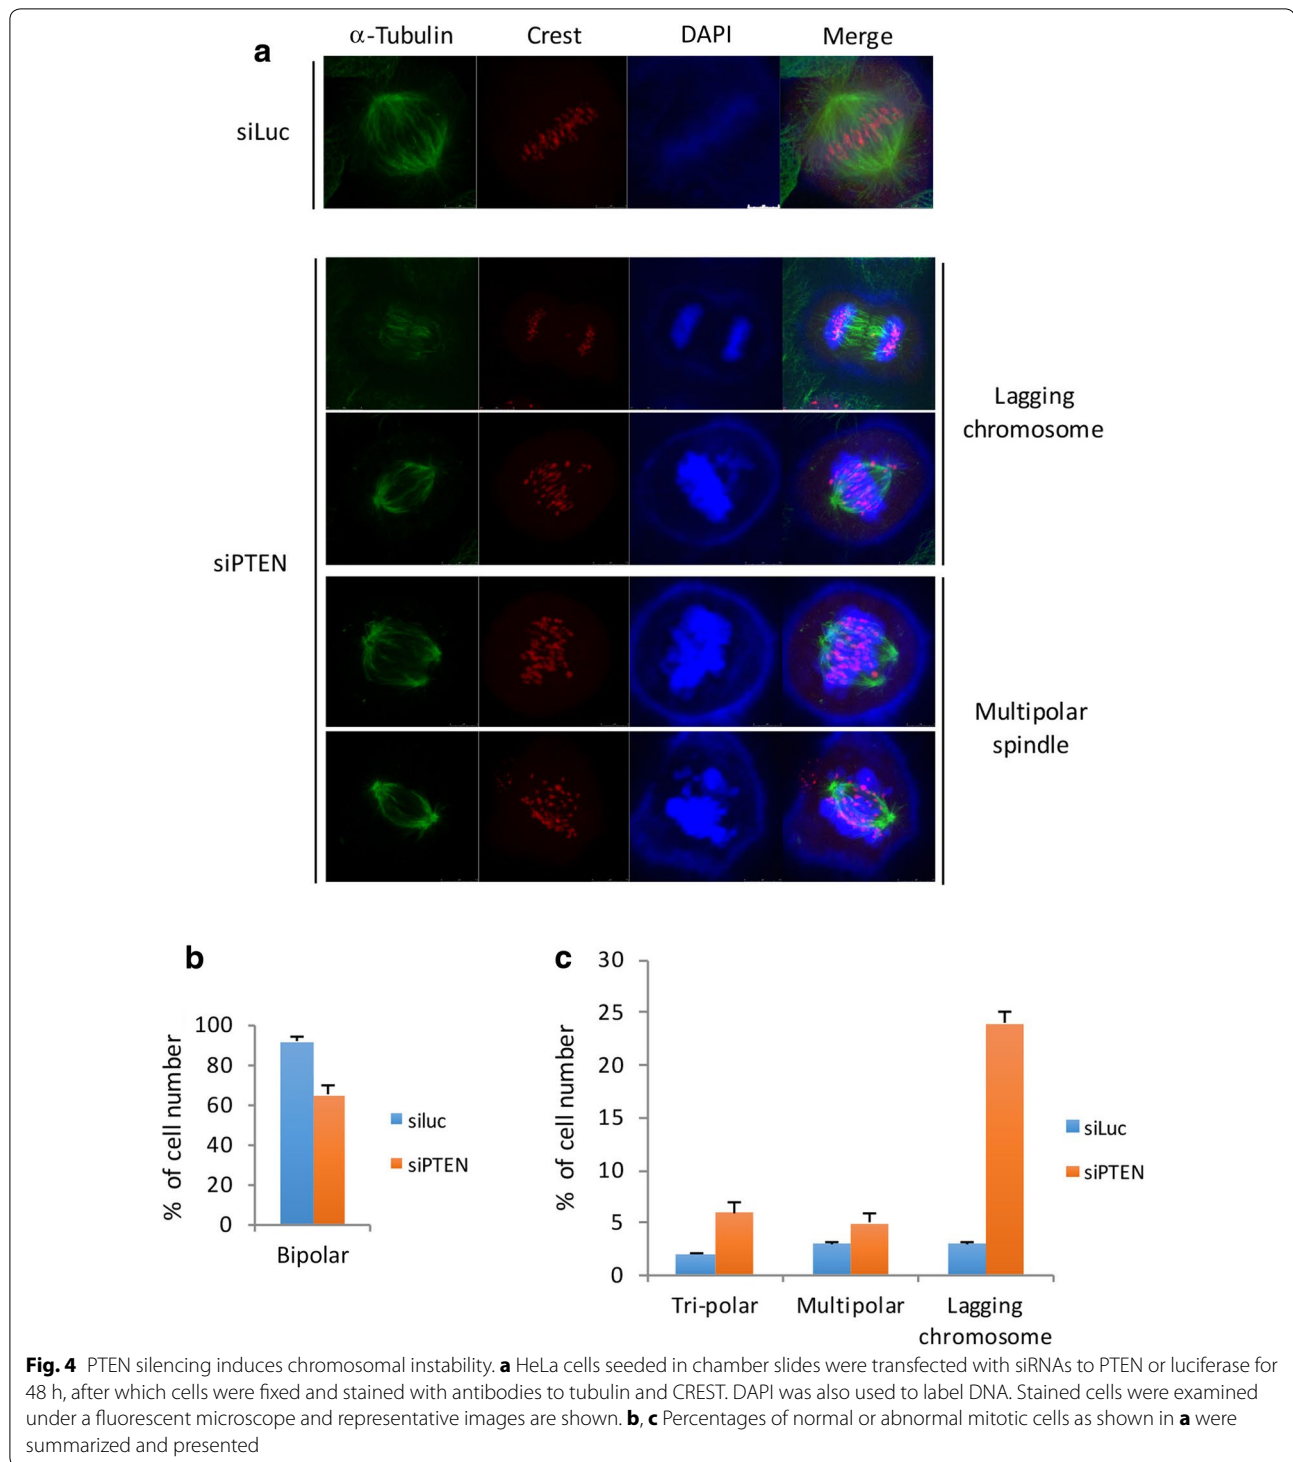 a
α-Tubulin Crest DAPI Merge
siLuc
siPTEN
Lagging
chromosome
Multipolar
spindle
b
% of cell number
100
80
60
40
20
0
Bipolar
siluc
siPTEN
c
% of cell number
30
25
20
15
10
5
0
Tri-polar Multipolar Lagging
chromosome
siLuc
siPTEN
Fig. 4 PTEN silencing induces chromosomal instability. a HeLa cells seeded in chamber slides were transfected with siRNAs to PTEN or luciferase for
48 h, after which cells were fixed and stained with antibodies to tubulin and CREST. DAPI was also used to label DNA. Stained cells were examined
under a fluorescent microscope and representative images are shown. b, c Percentages of normal or abnormal mitotic cells as shown in a were
summarized and presented